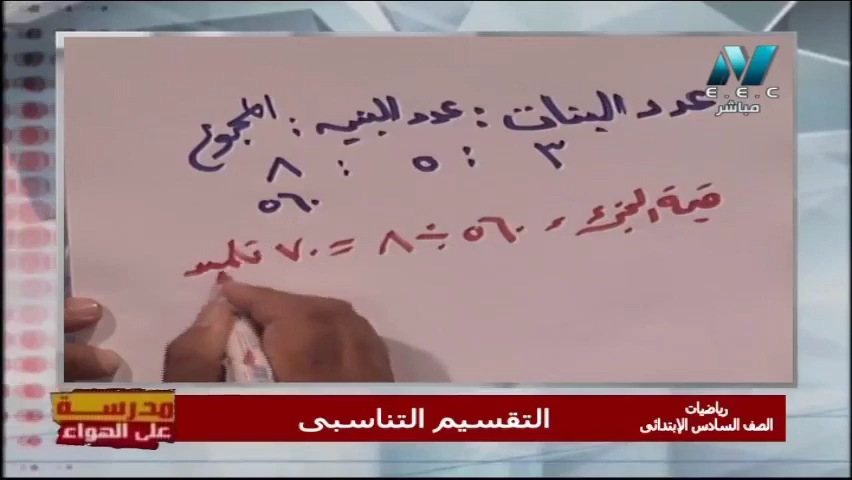 E.E.C
مباشر
عدد البنات : عدد البنين : المجموع
٣ : ٥ : ٨
٥٦٠
قيمة الجزء = ٥٦٠ ÷ ٨ = ٧٠ تلميذ
مدرسة
على الهواء
التقسيم التناسبى
رياضيات
الصف السادس الإبتدائى